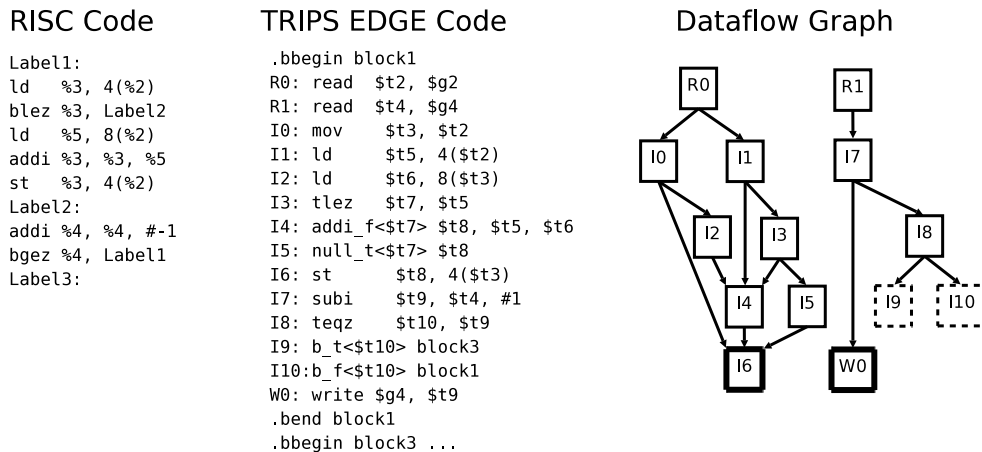 RISC Code
Label1:
ld   %3, 4(%2)
blez %3, Label2
ld   %5, 8(%2)
addi %3, %3, %5
st   %3, 4(%2)
Label2:
addi %4, %4, #-1
bgez %4, Label1
Label3:
TRIPS EDGE Code
.bbegin block1
R0: read  $t2, $g2
R1: read  $t4, $g4
I0: mov    $t3, $t2
I1: ld     $t5, 4($t2)
I2: ld     $t6, 8($t3)
I3: tlez   $t7, $t5
I4: addi_f<$t7> $t8, $t5, $t6
I5: null_t<$t7> $t8
I6: st      $t8, 4($t3)
I7: subi    $t9, $t4, #1
I8: teqz    $t10, $t9
I9: b_t<$t10> block3
I10:b_f<$t10> block1
W0: write $g4, $t9
.bend block1
.bbegin block3 ...
Dataflow Graph
R0
R1
I0
I1
I7
I2
I3
I8
I4
I5
I9
I10
I6
W0